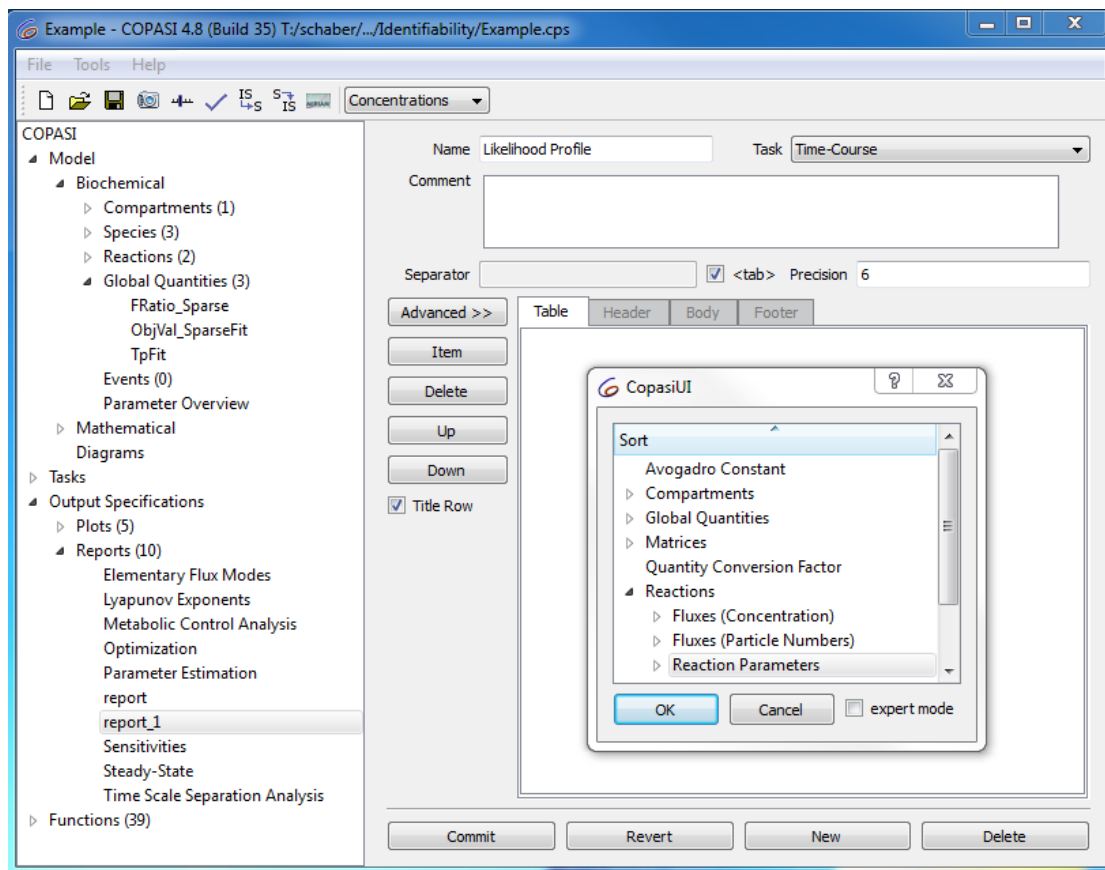 Example - COPASI 4.8 (Build 35) T:/schaber/.../Identifiability/Example.cps
File Tools Help
IS S S IS Concentrations
COPASI
Model
Biochemical
Compartments (1)
Species (3)
Reactions (2)
Global Quantities (3)
FRatio_Sparse
ObjVal_SparseFit
TpFit
Events (0)
Parameter Overview
Mathematical
Diagrams
Tasks
Output Specifications
Plots (5)
Reports (10)
Elementary Flux Modes
Lyapunov Exponents
Metabolic Control Analysis
Optimization
Parameter Estimation
report
report_1
Sensitivities
Steady-State
Time Scale Separation Analysis
Functions (39)
Name Likelihood Profile Task Time-Course
Comment
Separator <tab> Precision 6
Advanced >> Table Header Body Footer
Item
Delete
Up
Down
Title Row
CopasiUI
Sort
Avogadro Constant
Compartments
Global Quantities
Matrices
Quantity Conversion Factor
Reactions
Fluxes (Concentration)
Fluxes (Particle Numbers)
Reaction Parameters
OK Cancel expert mode
Commit Revert New Delete